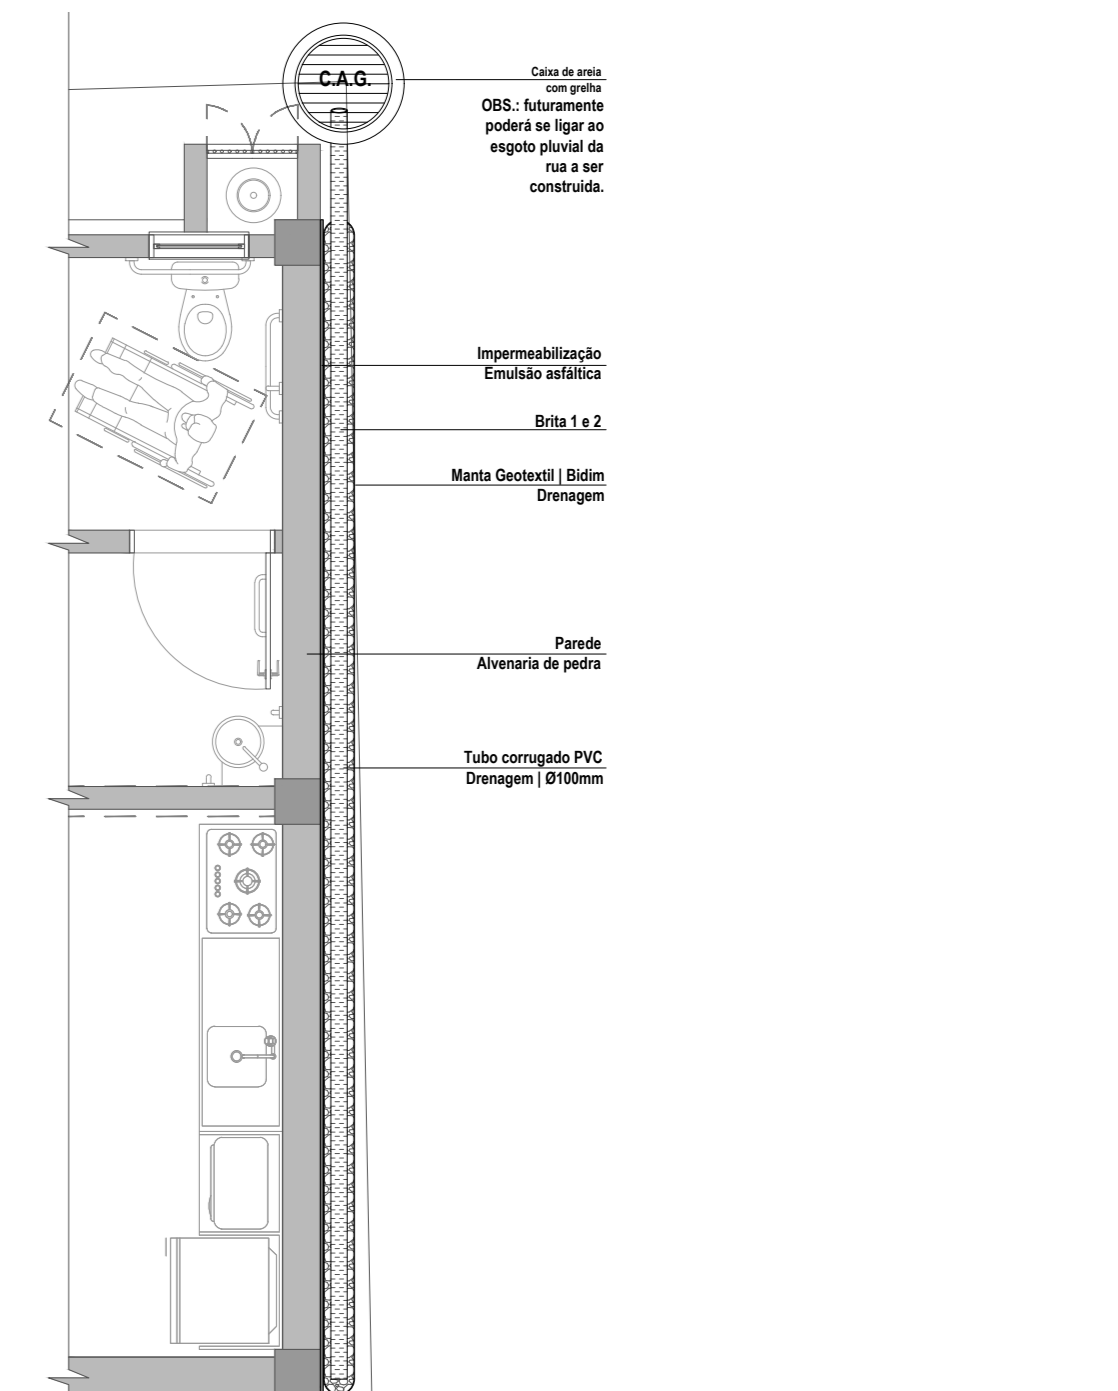 C.A.G.
Caixa de areia
com grelha
OBS.: futuramente
poderá se ligar ao
esgoto pluvial da
rua a ser
construida.
Impermeabilização
Emulsão asfáltica
Brita 1 e 2
Manta Geotextil | Bidim
Drenagem
Parede
Alvenaria de pedra
Tubo corrugado PVC
Drenagem | Ø100mm